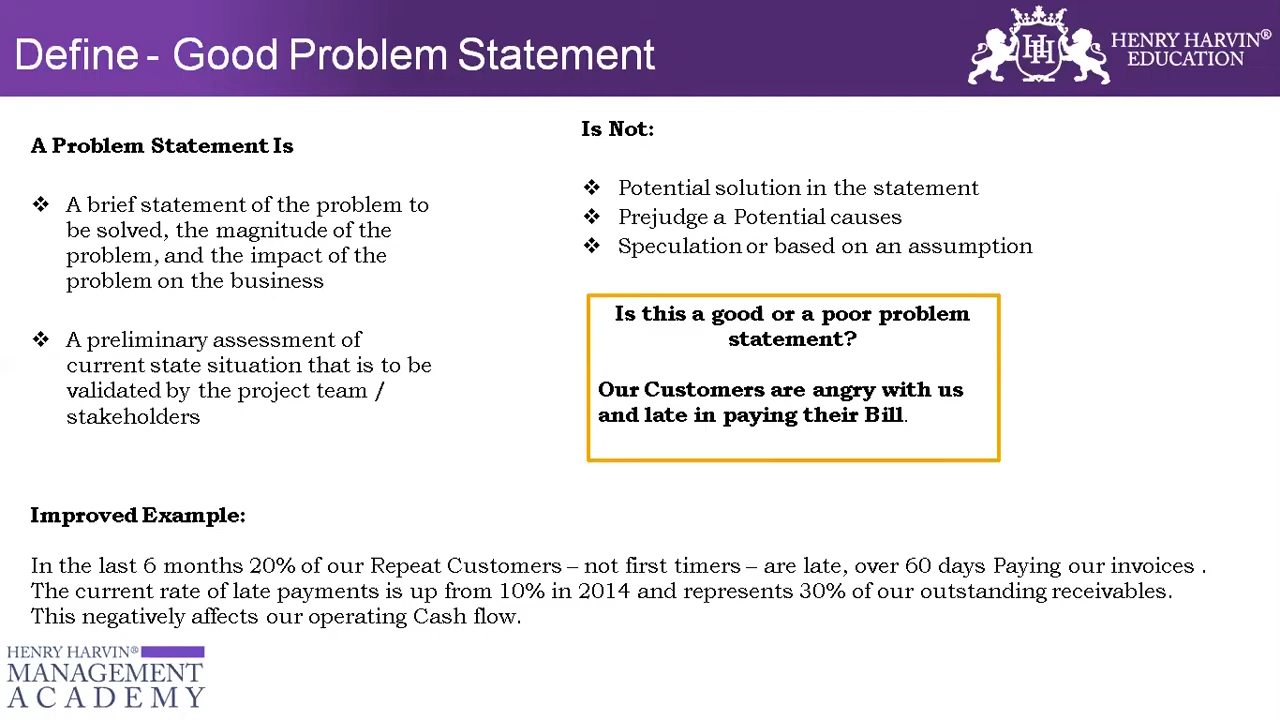 Define - Good Problem Statement
HENRY HARVIN®
EDUCATION
A Problem Statement Is
❖ A brief statement of the problem to
be solved, the magnitude of the
problem, and the impact of the
problem on the business
❖ A preliminary assessment of
current state situation that is to be
validated by the project team /
stakeholders
Is Not:
❖ Potential solution in the statement
❖ Prejudge a Potential causes
❖ Speculation or based on an assumption
Is this a good or a poor problem
statement?
Our Customers are angry with us
and late in paying their Bill.
Improved Example:
In the last 6 months 20% of our Repeat Customers – not first timers – are late, over 60 days Paying our invoices .
The current rate of late payments is up from 10% in 2014 and represents 30% of our outstanding receivables.
This negatively affects our operating Cash flow.
HENRY HARVIN®
MANAGEMENT
ACADEMY